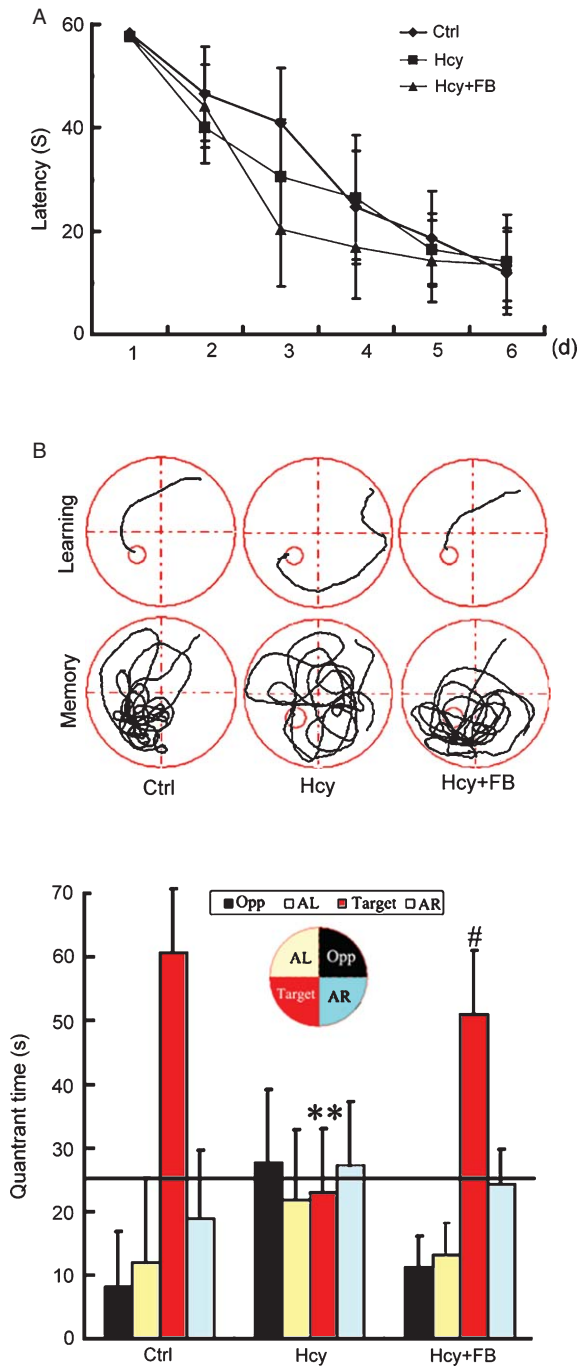 A
60
40
20
0
Latency (S)
Ctrl
Hcy
Hcy+FB
1 2 3 4 5 6 (d)
B
Learning
Memory
Ctrl Hcy Hcy+FB
70
60
50
40
30
20
10
0
Quantrant time (s)
Opp AL Target AR
AL Opp
Target AR
**
#
Ctrl Hcy Hcy+FB